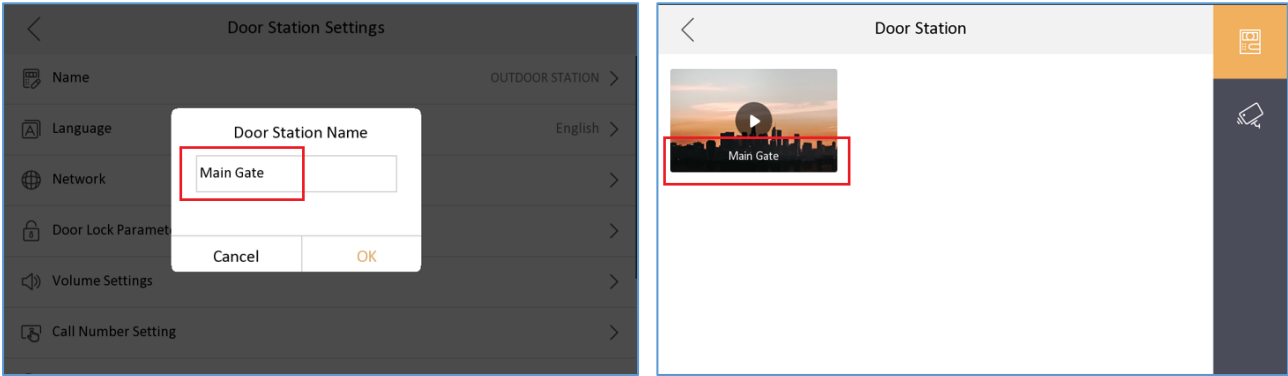 Door Station Settings
Name
OUTDOOR STATION
Language
English
Network
Door Lock Paramet
Volume Settings
Call Number Setting
Door Station Name
Main Gate
Cancel
OK
Door Station
Main Gate